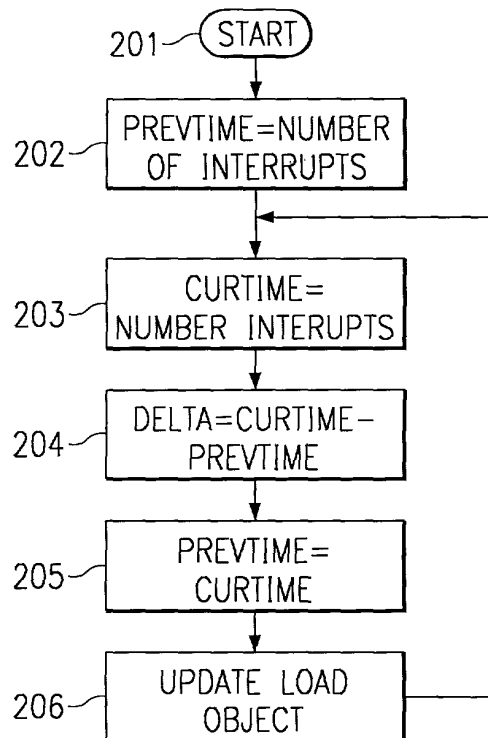 201
START
202
PREVTIME=NUMBER
OF INTERRUPTS
203
CURTIME=
NUMBER INTERUPTS
204
DELTA=CURTIME-
PREVTIME
205
PREVTIME=
CURTIME
206
UPDATE LOAD
OBJECT